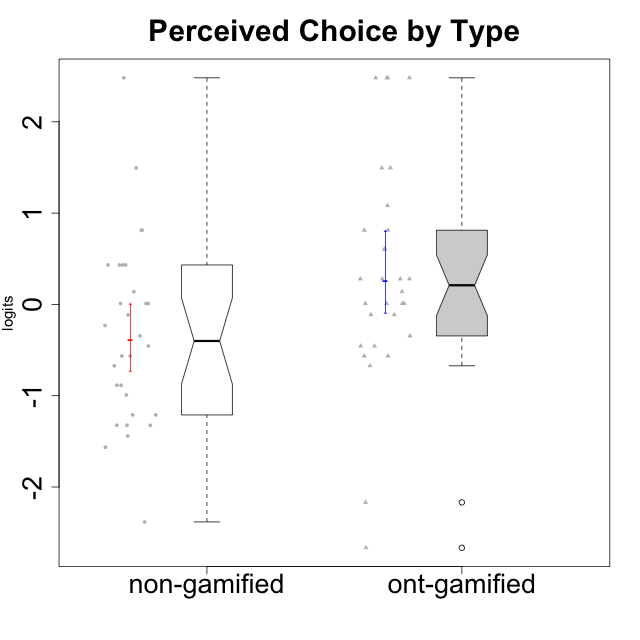 Perceived Choice by Type
logits
2
1
0
-1
-2
non-gamified
ont-gamified